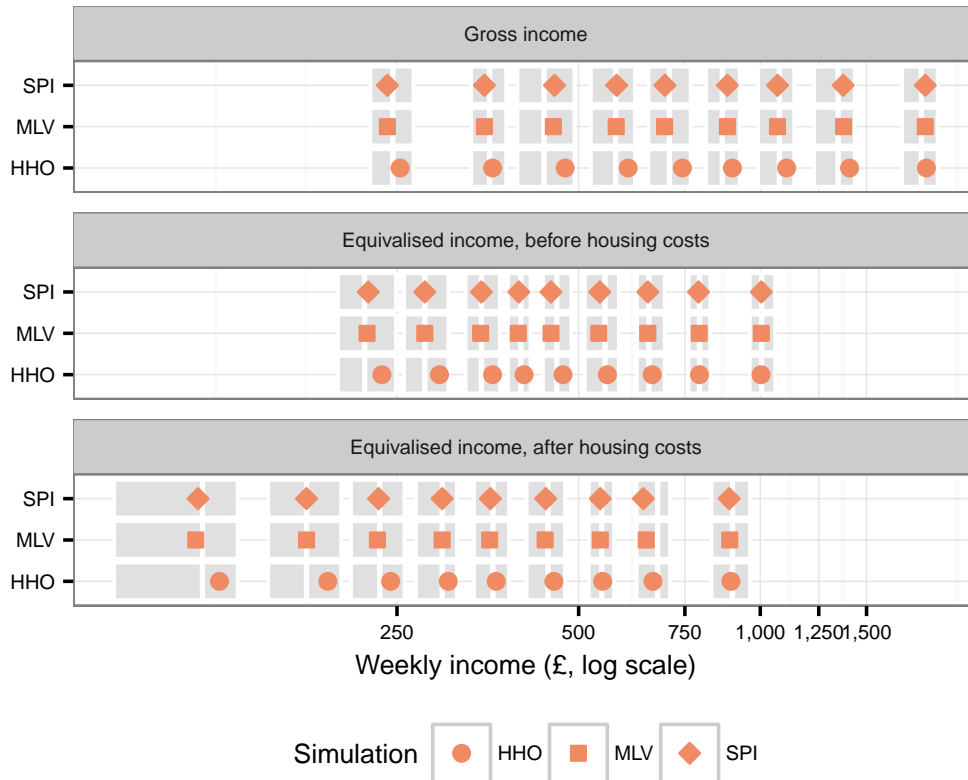 Gross income
SPI
MLV
HHO
Equivalised income, before housing costs
SPI
MLV
HHO
Equivalised income, after housing costs
SPI
MLV
HHO
250 500 750 1,000 1,250 1,500
Weekly income (£, log scale)
Simulation HHO MLV SPI